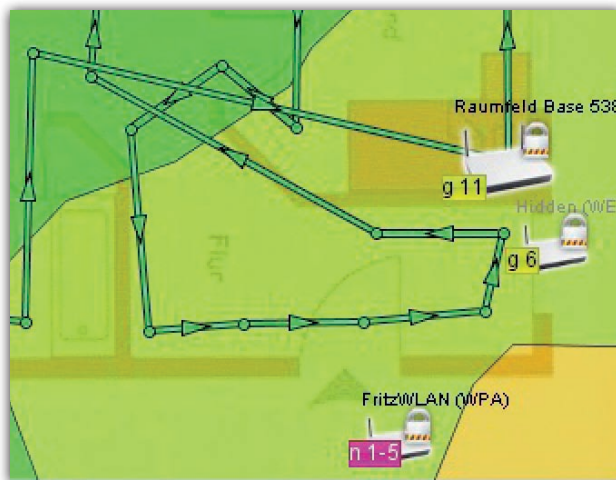 Raumfeld Base 538
g 11
Hidden (WE
g 6
Flur
FritzWLAN (WPA)
n 1-5